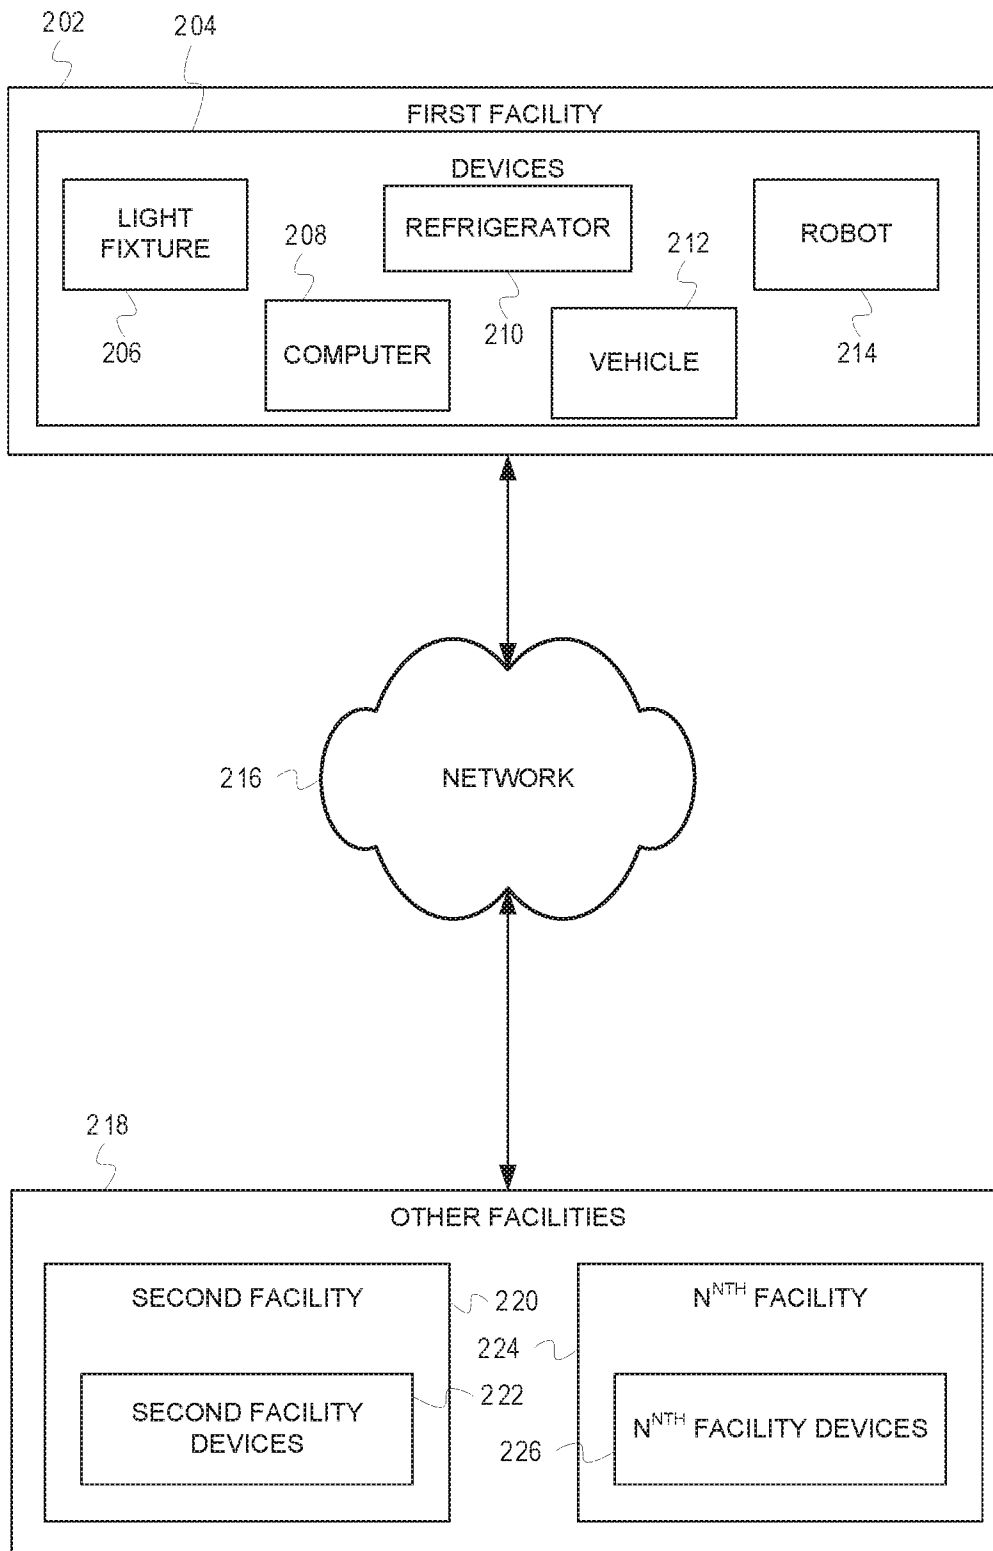 202
204
FIRST FACILITY
DEVICES
LIGHT
FIXTURE
REFRIGERATOR
ROBOT
208
212
206
210
214
COMPUTER
VEHICLE
216
NETWORK
218
OTHER FACILITIES
SECOND FACILITY
220
N^NTH FACILITY
224
SECOND FACILITY
DEVICES
222
N^NTH FACILITY DEVICES
226